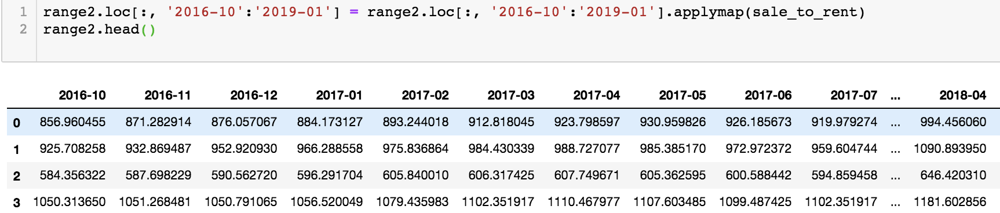 1 range2.loc[:, '2016-10':'2019-01'] = range2.loc[:, '2016-10':'2019-01'].applymap(sale_to_rent)
2 range2.head()
2016-10 2016-11 2016-12 2017-01 2017-02 2017-03 2017-04 2017-05 2017-06 2017-07 ... 2018-04
0 856.960455 871.282914 876.057067 884.173127 893.244018 912.818045 923.798597 930.959826 926.185673 919.979274 ... 994.456060
1 925.708258 932.869487 952.920930 966.288558 975.836864 984.430339 988.727077 985.385170 972.972372 959.604744 ... 1090.893950
2 584.356322 587.698229 590.562720 596.291704 605.840010 606.317425 607.749671 605.362595 600.588442 594.859458 ... 646.420310
3 1050.313650 1051.268481 1050.791065 1056.520049 1079.435983 1102.351917 1110.467977 1107.603485 1099.487425 1102.351917 ... 1181.602856